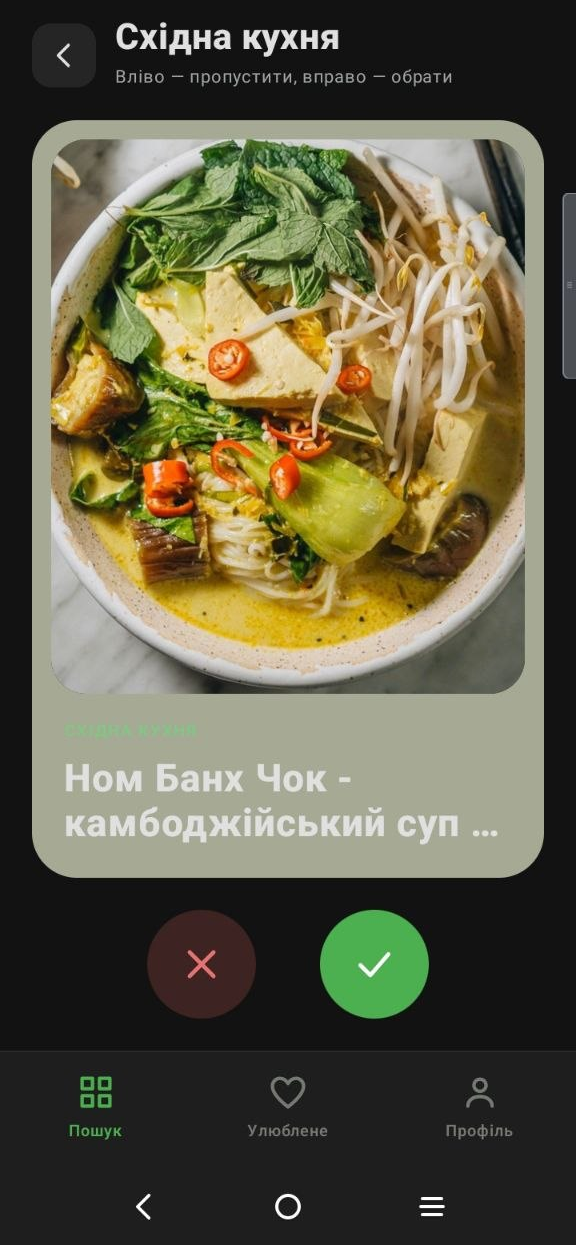 Східна кухня
Вліво — пропустити, вправо — обрати
СХІДНА КУХНЯ
Ном Банх Чок -
камбоджійський суп ...
Пошук
Улюблене
Профіль